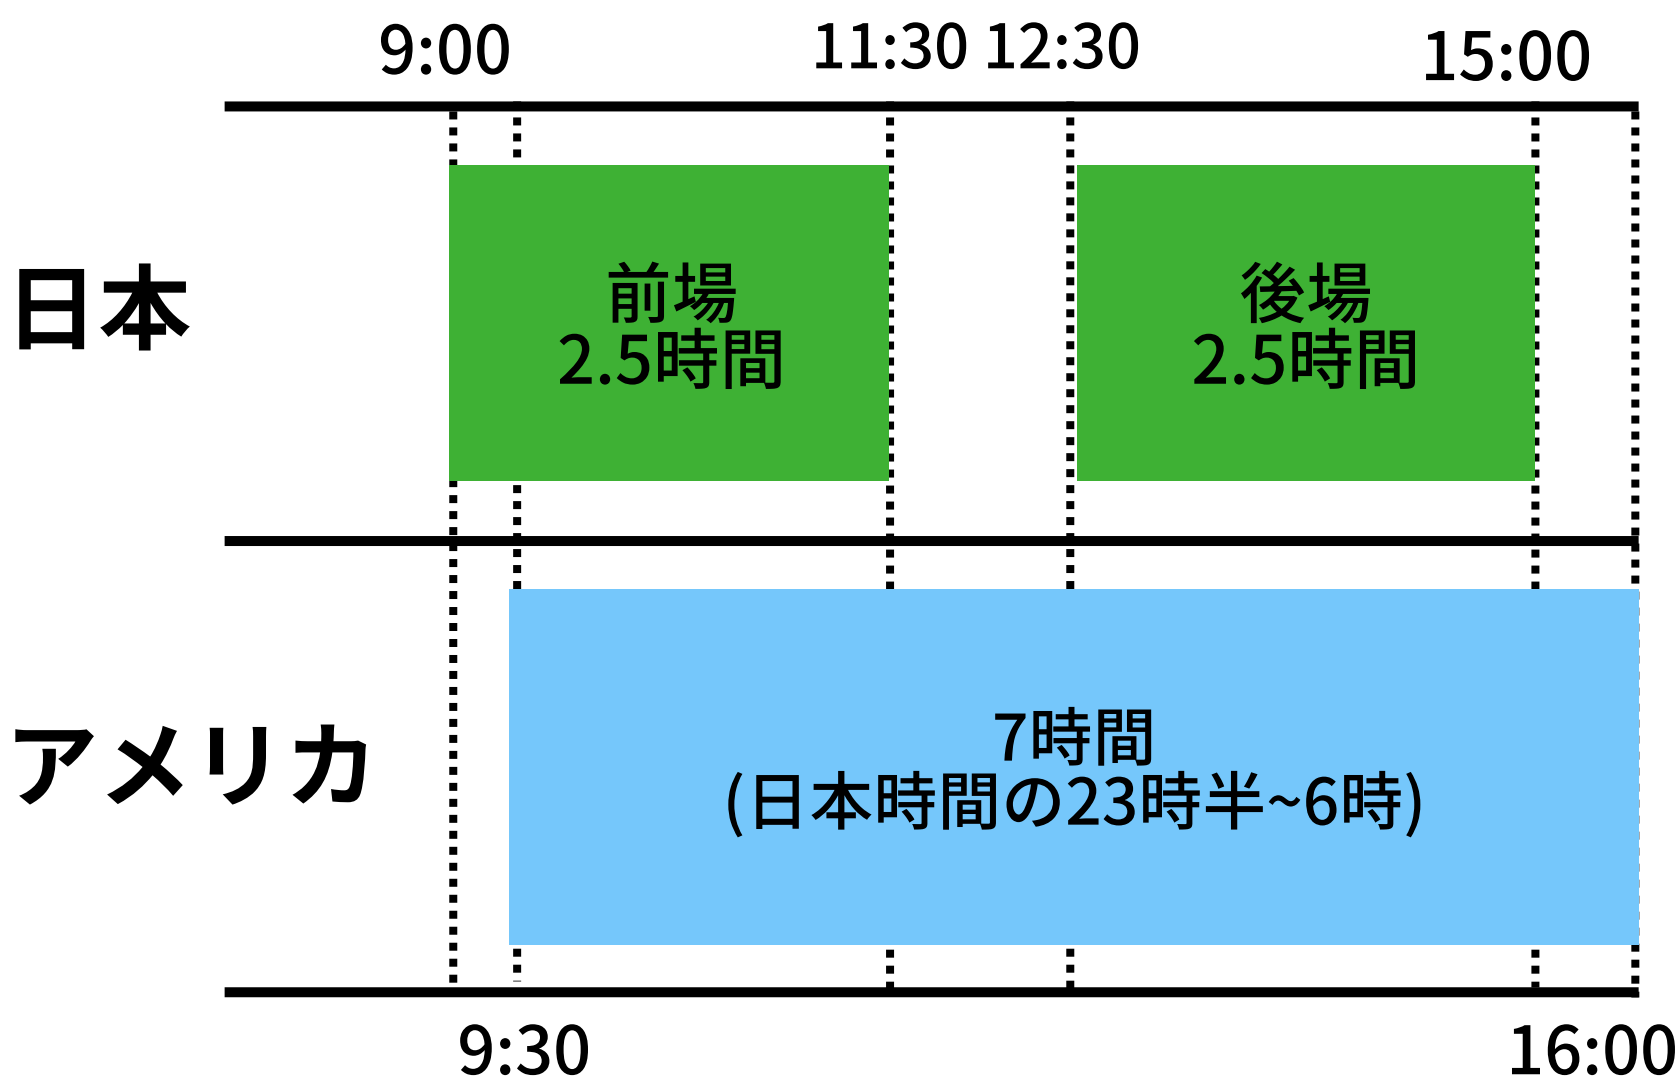 9:00
11:30
12:30
15:00
日本
前場
2.5時間
後場
2.5時間
アメリカ
7時間
(日本時間の23時半~6時)
9:30
16:00